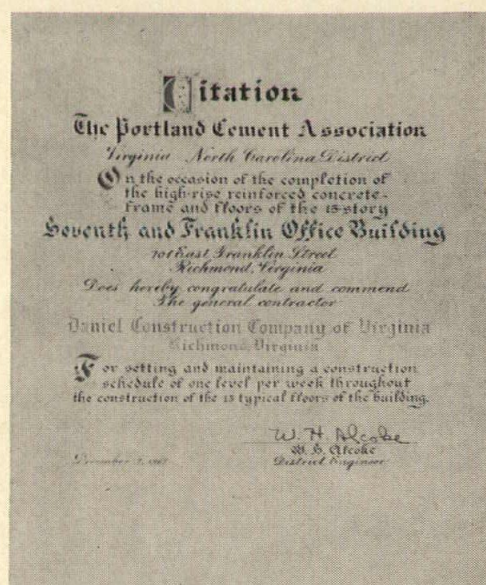 Citation
The Portland Cement Association
Virginia North Carolina District
On the occasion of the completion of
the high-rise reinforced concrete
frame and floors of the 15-story
Seventh and Franklin Office Building
701 East Franklin Street
Richmond, Virginia
Does hereby congratulate and commend
The general contractor
Daniel Construction Company of Virginia
Richmond, Virginia
For setting and maintaining a construction
schedule of one level per week throughout
the construction of the 13 typical floors of the building.
W. H. Alcoke
W. H. Alcoke
District Engineer
December